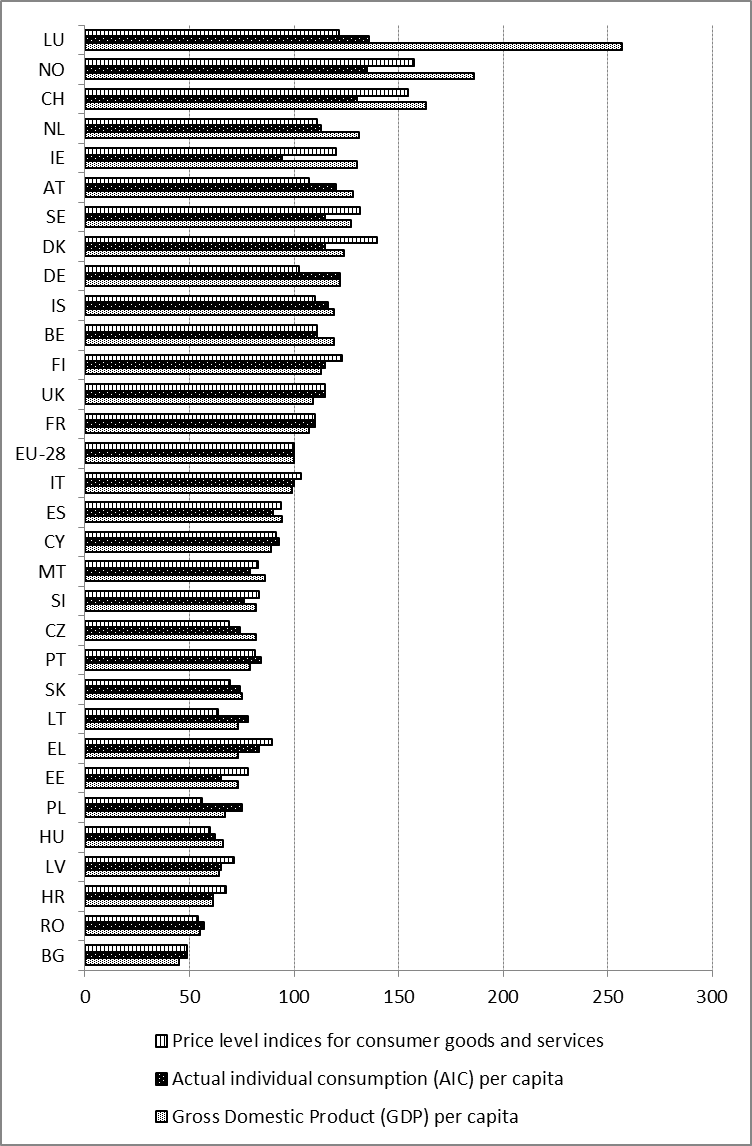 LU
NO
CH
NL
IE
AT
SE
DK
DE
IS
BE
FI
UK
FR
EU-28
IT
ES
CY
MT
SI
CZ
PT
SK
LT
EL
EE
PL
HU
LV
HR
RO
BG
0 50 100 150 200 250 300
Price level indices for consumer goods and services
Actual individual consumption (AIC) per capita
Gross Domestic Product (GDP) per capita